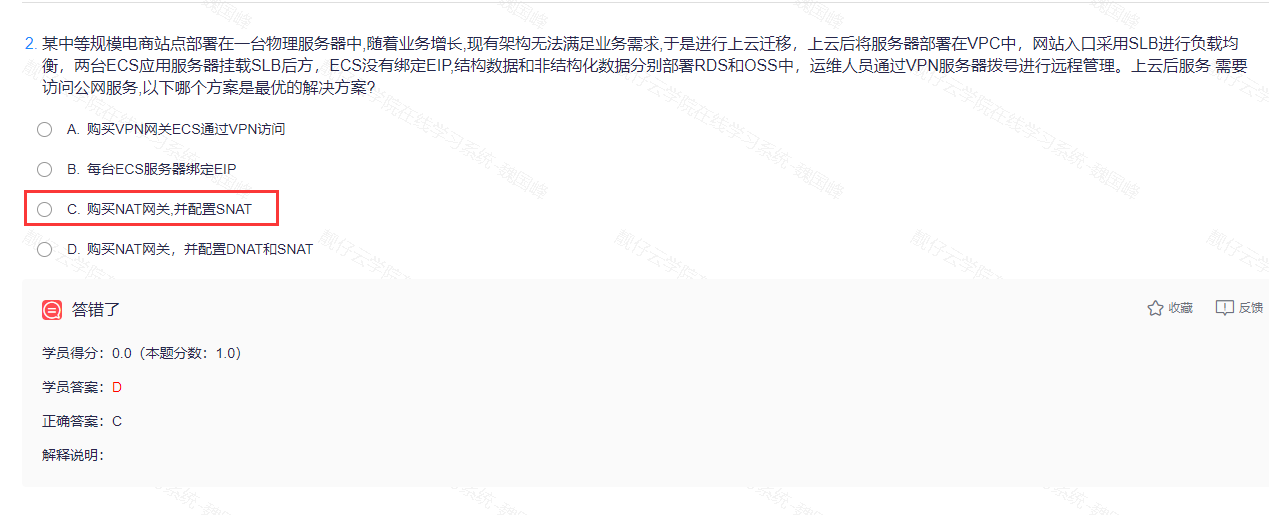 2. 某中等规模电商站点部署在一台物理服务器中,随着业务增长,现有架构无法满足业务需求,于是进行上云迁移，上云后将服务器部署在VPC中，网站入口采用SLB进行负载均
衡，两台ECS应用服务器挂载SLB后方，ECS没有绑定EIP,结构数据和非结构化数据分别部署RDS和OSS中，运维人员通过VPN服务器拨号进行远程管理。上云后服务 需要
访问公网服务,以下哪个方案是最优的解决方案?
A. 购买VPN网关ECS通过VPN访问
B. 每台ECS服务器绑定EIP
C. 购买NAT网关,并配置SNAT
D. 购买NAT网关，并配置DNAT和SNAT
答错了
收藏 反馈
学员得分：0.0（本题分数：1.0）
学员答案：D
正确答案：C
解释说明：